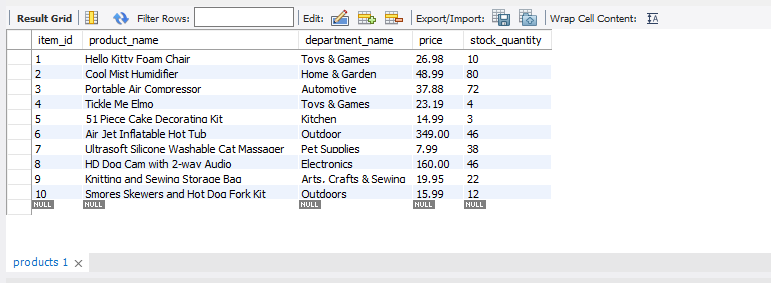 Result Grid Filter Rows: Edit: Export/Import: Wrap Cell Content: IA
item_id product_name department_name price stock_quantity
1 Hello Kitty Foam Chair Toys & Games 26.98 10
2 Cool Mist Humidifier Home & Garden 48.99 80
3 Portable Air Compressor Automotive 37.88 72
4 Tickle Me Elmo Toys & Games 23.19 4
5 51 Piece Cake Decorating Kit Kitchen 14.99 3
6 Air Jet Inflatable Hot Tub Outdoor 349.00 46
7 Ultrasoft Silicone Washable Cat Massager Pet Supplies 7.99 38
8 HD Dog Cam with 2-way Audio Electronics 160.00 46
9 Knitting and Sewing Storage Bag Arts, Crafts & Sewing 19.95 22
10 Smores Skewers and Hot Dog Fork Kit Outdoors 15.99 12
NULL NULL NULL NULL NULL
products 1